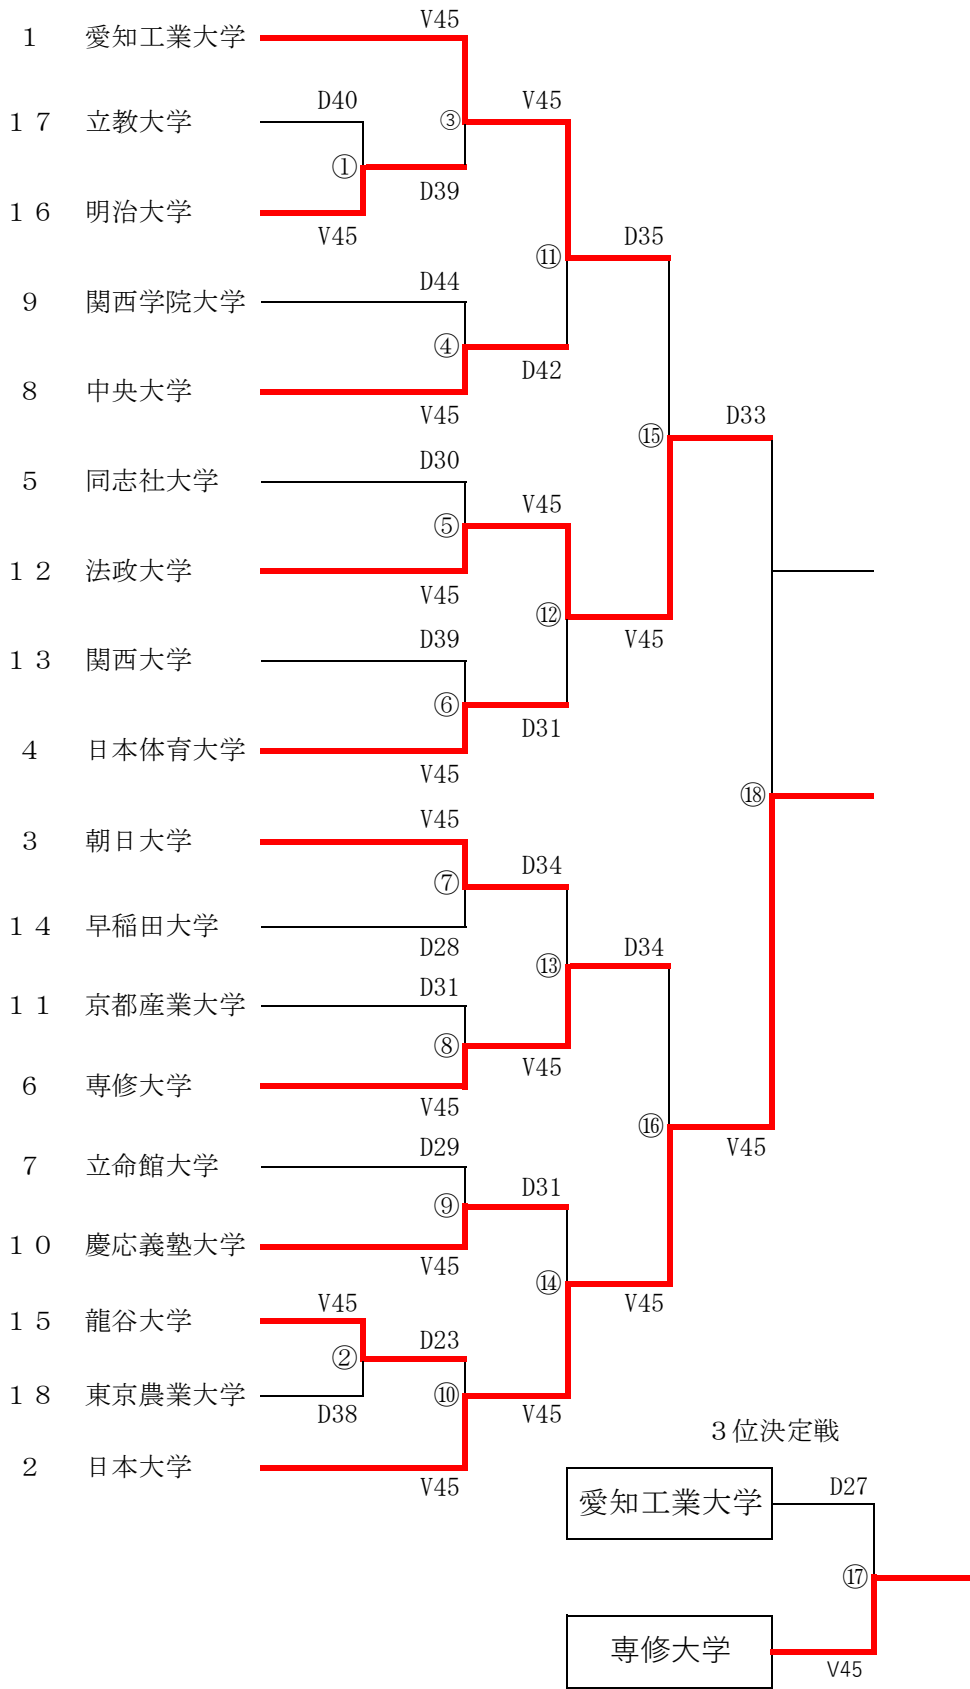 V45
1 愛知工業大学
D40
V45
17 立教大学
③
①
D39
16 明治大学
V45
D35
⑪
D44
9 関西学院大学
④
D42
8 中央大学
V45
D33
⑮
D30
5 同志社大学
V45
⑤
12 法政大学
V45
⑫
D39
V45
13 関西大学
⑥
D31
4 日本体育大学
V45
⑱
V45
3 朝日大学
D34
⑦
14 早稲田大学
D28
D34
⑬
D31
11 京都産業大学
⑧
V45
6 専修大学
V45
⑯
D29
V45
7 立命館大学
D31
⑨
10 慶応義塾大学
V45
⑭
V45
V45
15 龍谷大学
D23
②
18 東京農業大学
⑩
D38
V45
3位決定戦
2 日本大学
V45
D27
愛知工業大学
⑰
専修大学
V45